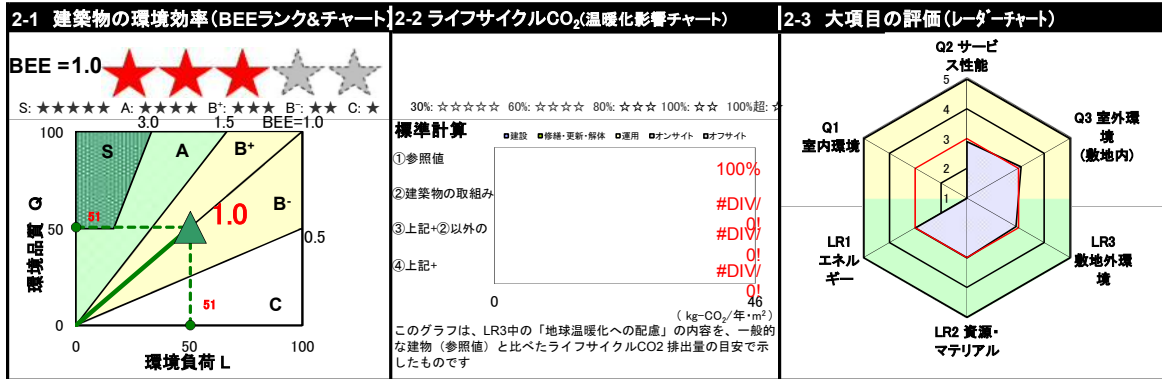 2-1 建築物の環境効率(BEEランク&チャート)
BEE =1.0
S: ★★★★★ A: ★★★★ B⁺: ★★★ B⁻: ★★ C: ★
3.0 1.5 BEE=1.0
100
S A B⁺
B⁻
51
1.0
50
0.5
環境品質 Q
51
C
0
0 50 100
環境負荷 L
2-2 ライフサイクルCO₂(温暖化影響チャート)
30%: ☆☆☆☆☆ 60%: ☆☆☆☆ 80%: ☆☆☆ 100%: ☆☆ 100%超: ☆
標準計算
建設 修繕・更新・解体 運用 オンサイト オフサイト
①参照値
100%
②建築物の取組み
#DIV/0!
③上記+②以外の
#DIV/0!
④上記+
#DIV/0!
0 46
( kg-CO₂/年・m² )
このグラフは、LR3中の「地球温暖化への配慮」の内容を、一般的
な建物（参照値）と比べたライフサイクルCO2 排出量の目安で示
したものです
2-3 大項目の評価(レーダーチャート)
Q2 サービ
ス性能
5
4
3
2
1
Q1
室内環境
Q3 室外環
境
(敷地内)
LR1
エネル
ギー
LR3
敷地外環
境
LR2 資源・
マテリアル